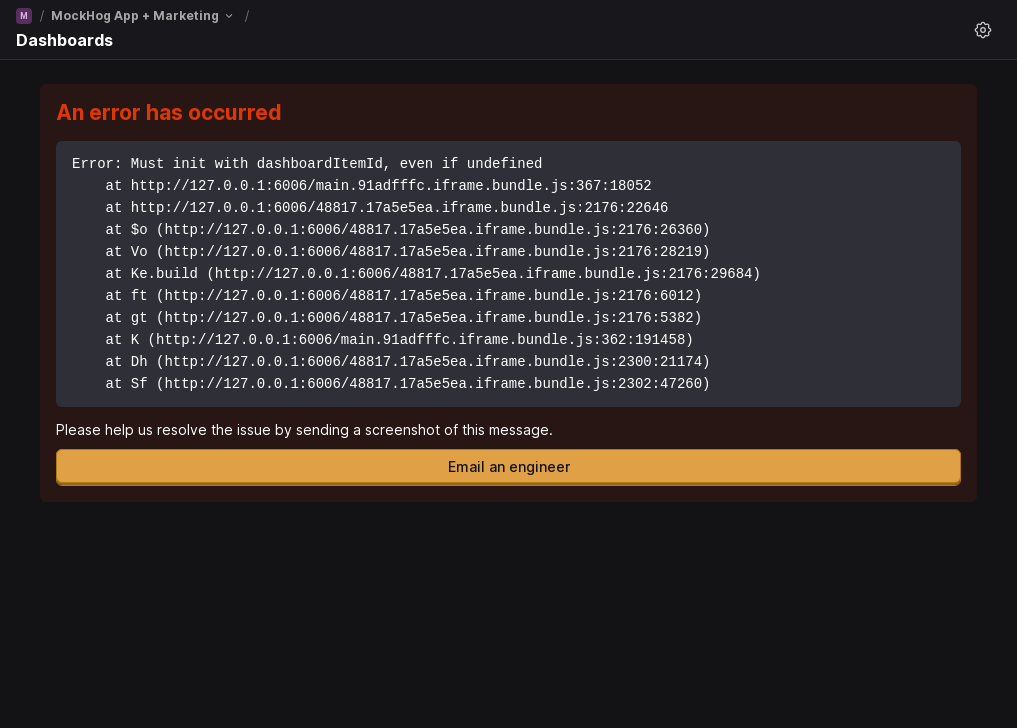 M / MockHog App + Marketing /
Dashboards
An error has occurred
Error: Must init with dashboardItemId, even if undefined
    at http://127.0.0.1:6006/main.91adfffc.iframe.bundle.js:367:18052
    at http://127.0.0.1:6006/48817.17a5e5ea.iframe.bundle.js:2176:22646
    at $o (http://127.0.0.1:6006/48817.17a5e5ea.iframe.bundle.js:2176:26360)
    at Vo (http://127.0.0.1:6006/48817.17a5e5ea.iframe.bundle.js:2176:28219)
    at Ke.build (http://127.0.0.1:6006/48817.17a5e5ea.iframe.bundle.js:2176:29684)
    at ft (http://127.0.0.1:6006/48817.17a5e5ea.iframe.bundle.js:2176:6012)
    at gt (http://127.0.0.1:6006/48817.17a5e5ea.iframe.bundle.js:2176:5382)
    at K (http://127.0.0.1:6006/main.91adfffc.iframe.bundle.js:362:191458)
    at Dh (http://127.0.0.1:6006/48817.17a5e5ea.iframe.bundle.js:2300:21174)
    at Sf (http://127.0.0.1:6006/48817.17a5e5ea.iframe.bundle.js:2302:47260)
Please help us resolve the issue by sending a screenshot of this message.
Email an engineer